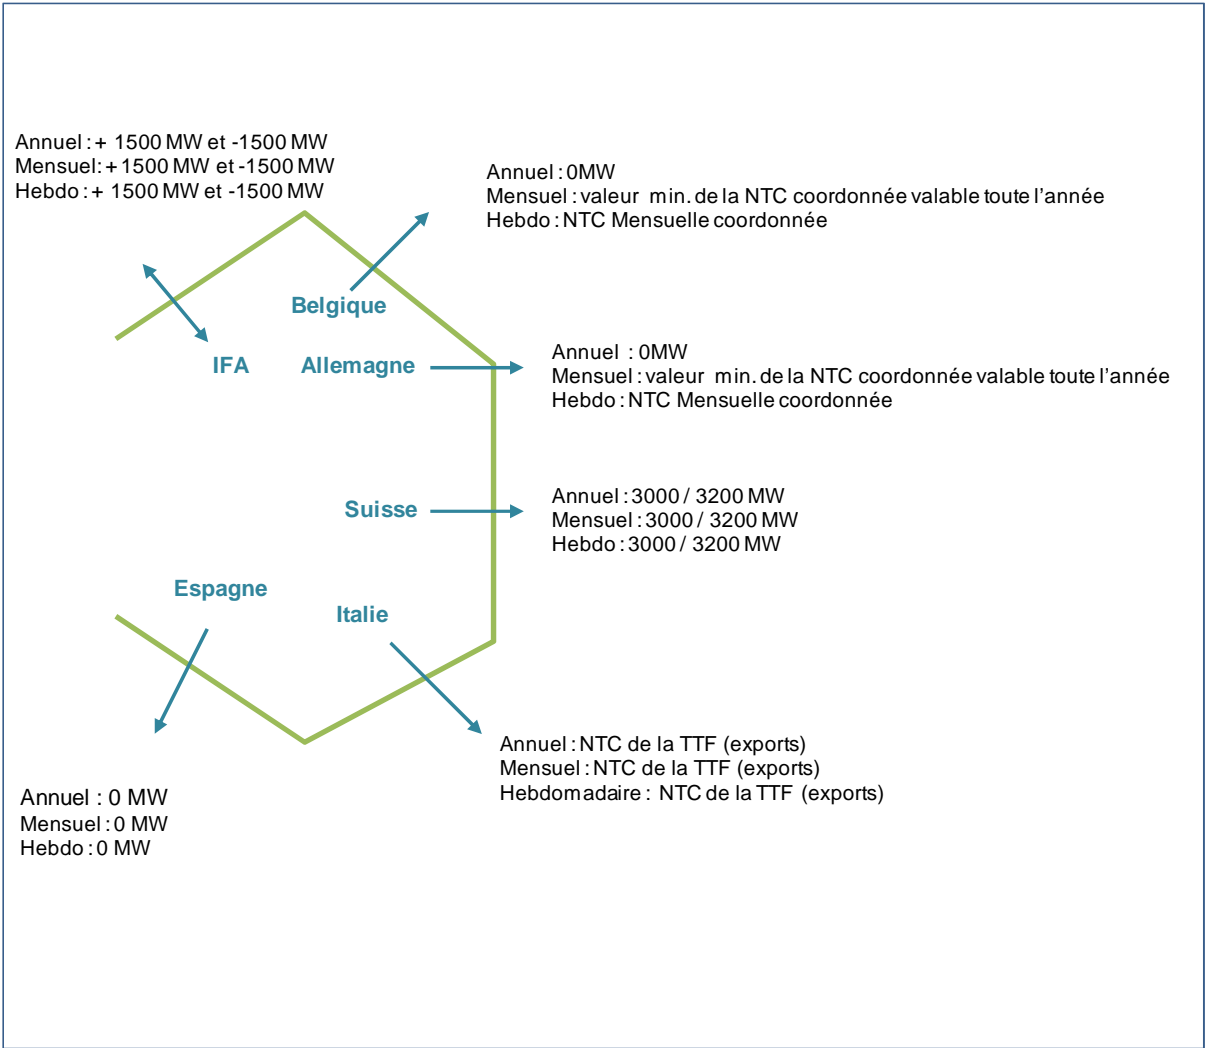 Annuel : + 1500 MW et -1500 MW
Mensuel: + 1500 MW et -1500 MW
Hebdo : + 1500 MW et -1500 MW
Annuel : 0MW
Mensuel : valeur min. de la NTC coordonnée valable toute l'année
Hebdo : NTC Mensuelle coordonnée
Belgique
IFA
Allemagne
Annuel : 0MW
Mensuel : valeur min. de la NTC coordonnée valable toute l'année
Hebdo : NTC Mensuelle coordonnée
Suisse
Annuel : 3000 / 3200 MW
Mensuel : 3000 / 3200 MW
Hebdo : 3000 / 3200 MW
Espagne
Italie
Annuel : NTC de la TTF (exports)
Mensuel : NTC de la TTF (exports)
Hebdomadaire : NTC de la TTF (exports)
Annuel : 0 MW
Mensuel : 0 MW
Hebdo : 0 MW